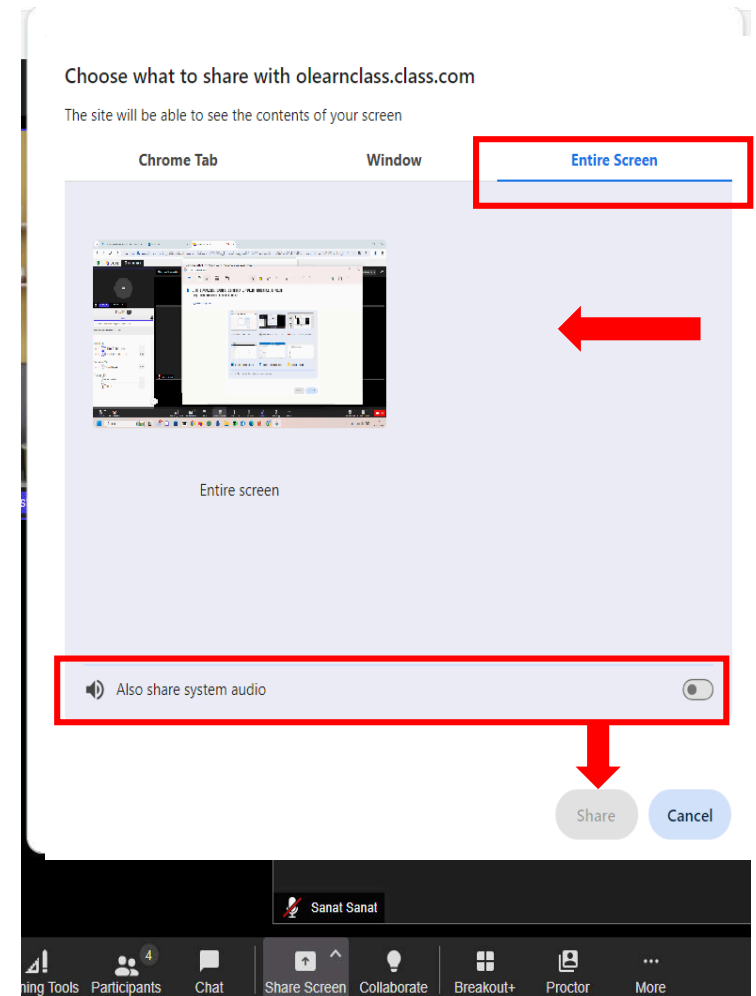 Choose what to share with olearnclass.class.com
The site will be able to see the contents of your screen
Chrome Tab Window Entire Screen
Entire screen
Also share system audio
Share Cancel
Sanat Sanat
4
ning Tools Participants Chat Share Screen Collaborate Breakout+ Proctor More